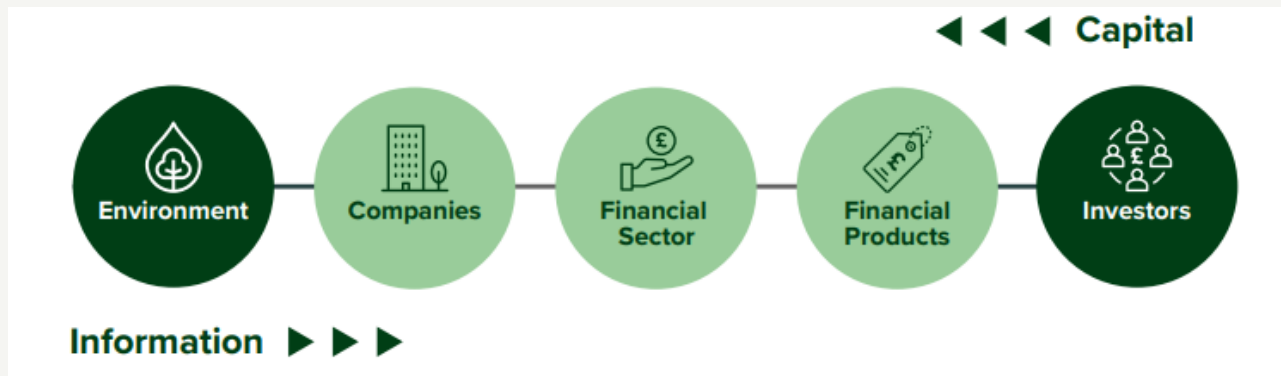 ◀ ◀ ◀ Capital
Environment
Companies
Financial
Sector
Financial
Products
Investors
£
£
£
Information ▶ ▶ ▶